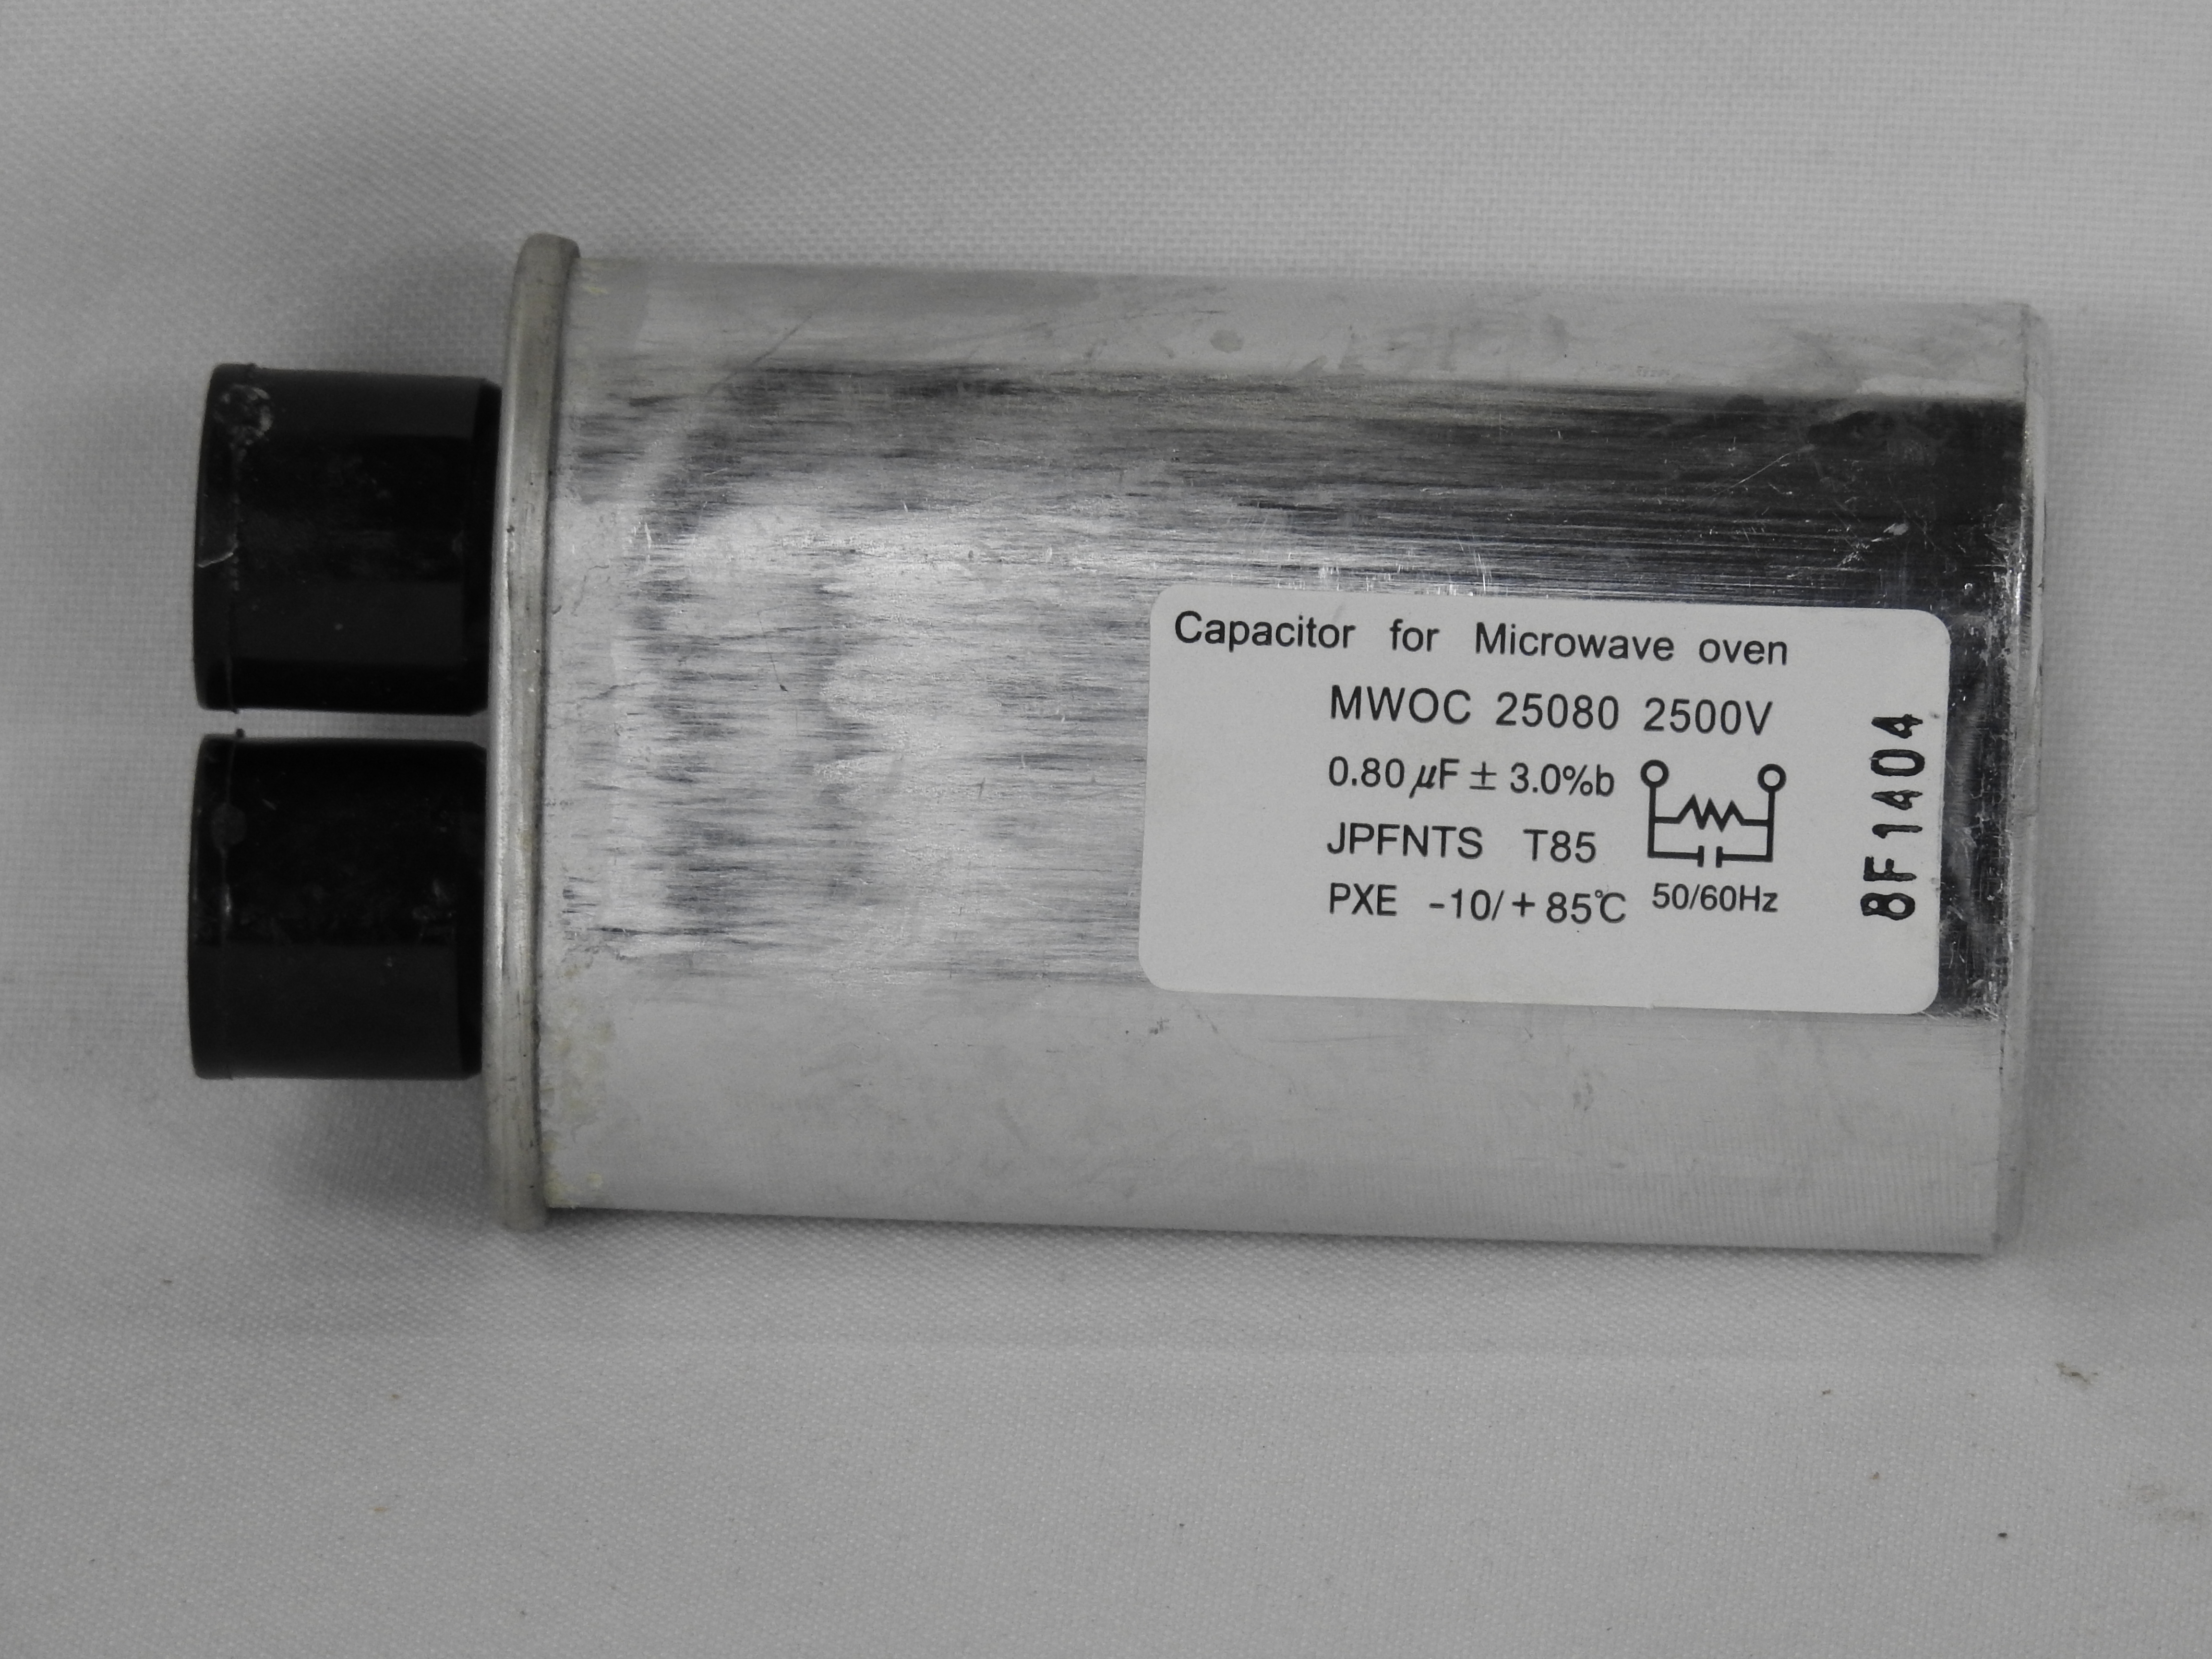 Capacitor for Microwave oven
MWOC 25080 2500V
0.80 μF ± 3.0%b
JPFNTS T85
PXE -10/+85℃ 50/60Hz
8F1404